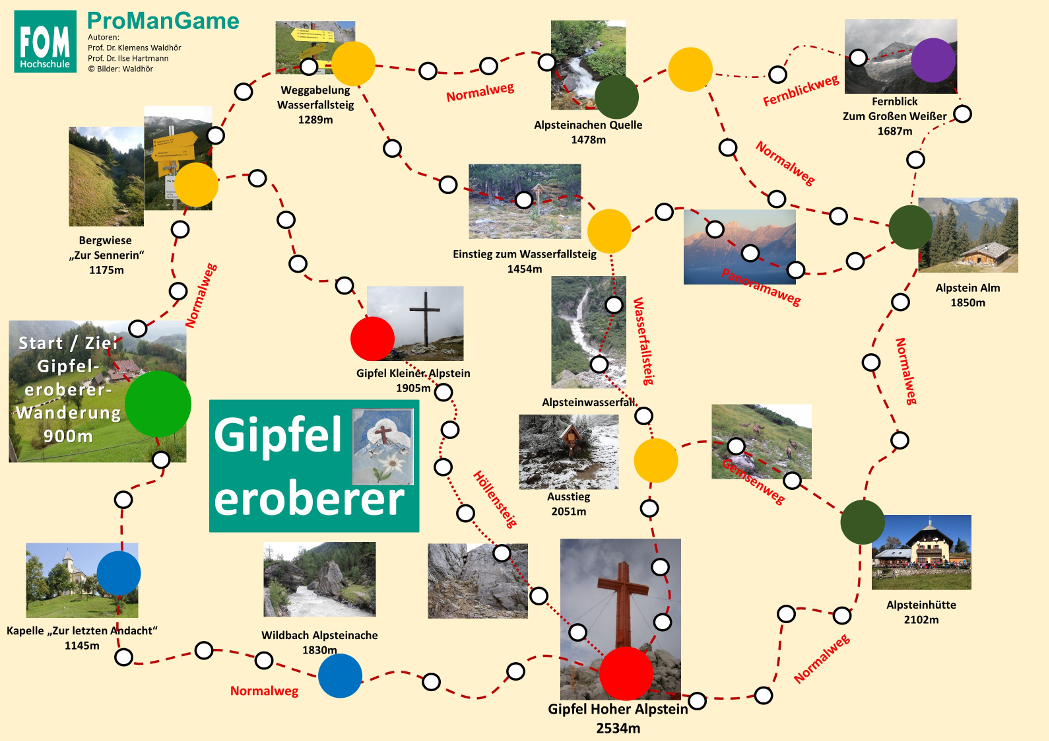 FOM
Hochschule
ProManGame
Autoren:
Prof. Dr. Klemens Waldhör
Prof. Dr. Ilse Hartmann
© Bilder: Waldhör
Weggabelung
Wasserfallsteig
1289m
Normalweg
Alpsteinachen Quelle
1478m
Fernblickweg
Fernblick
Zum Großen Weißer
1687m
Normalweg
Bergwiese
„Zur Sennerin“
1175m
Normalweg
Einstieg zum Wasserfallsteig
1454m
Panoramaweg
Alpstein Alm
1850m
Start / Ziel
Gipfel-
eroberer-
Wanderung
900m
Gipfel Kleiner Alpstein
1905m
Wasserfallsteig
Alpsteinwasserfall
Normalweg
Gipfel
eroberer
Höllensteig
Ausstieg
2051m
Gemsenweg
Alpsteinhütte
2102m
Kapelle „Zur letzten Andacht“
1145m
Wildbach Alpsteinache
1830m
Normalweg
Normalweg
Gipfel Hoher Alpstein
2534m